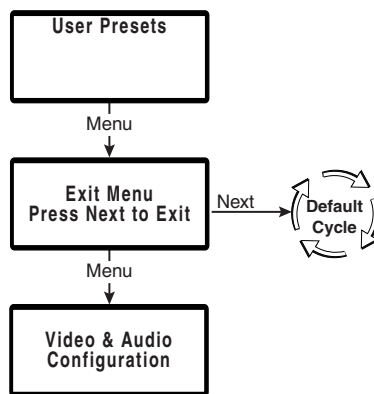 User Presets
Menu
Exit Menu
Press Next to Exit
Next
Default
Cycle
Menu
Video & Audio
Configuration